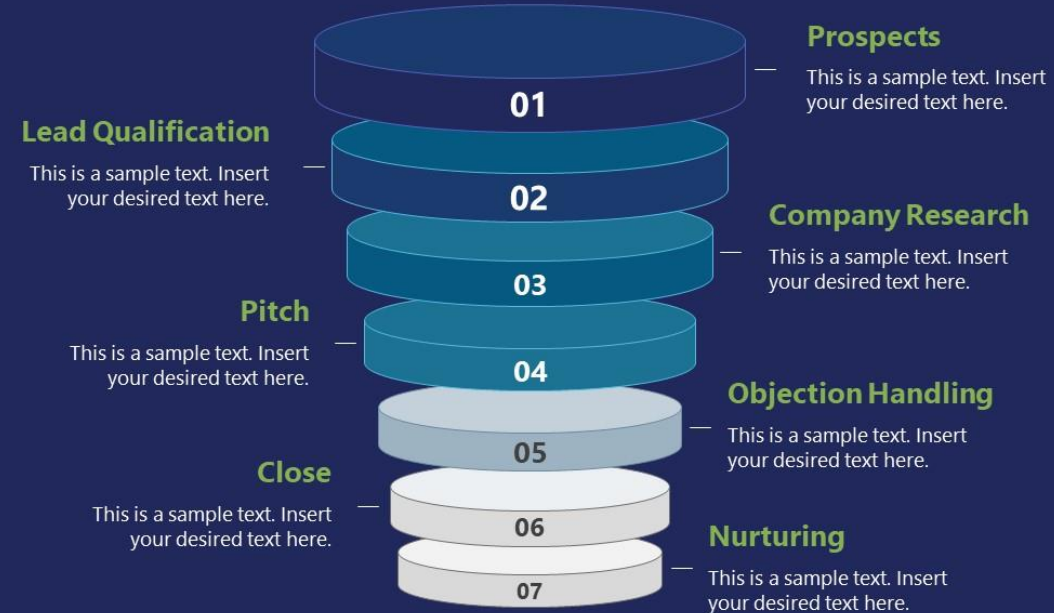 01
Prospects
This is a sample text. Insert
your desired text here.
Lead Qualification
This is a sample text. Insert
your desired text here.
02
Company Research
This is a sample text. Insert
your desired text here.
03
Pitch
This is a sample text. Insert
your desired text here.
04
Objection Handling
This is a sample text. Insert
your desired text here.
05
Close
This is a sample text. Insert
your desired text here.
06
Nurturing
This is a sample text. Insert
your desired text here.
07